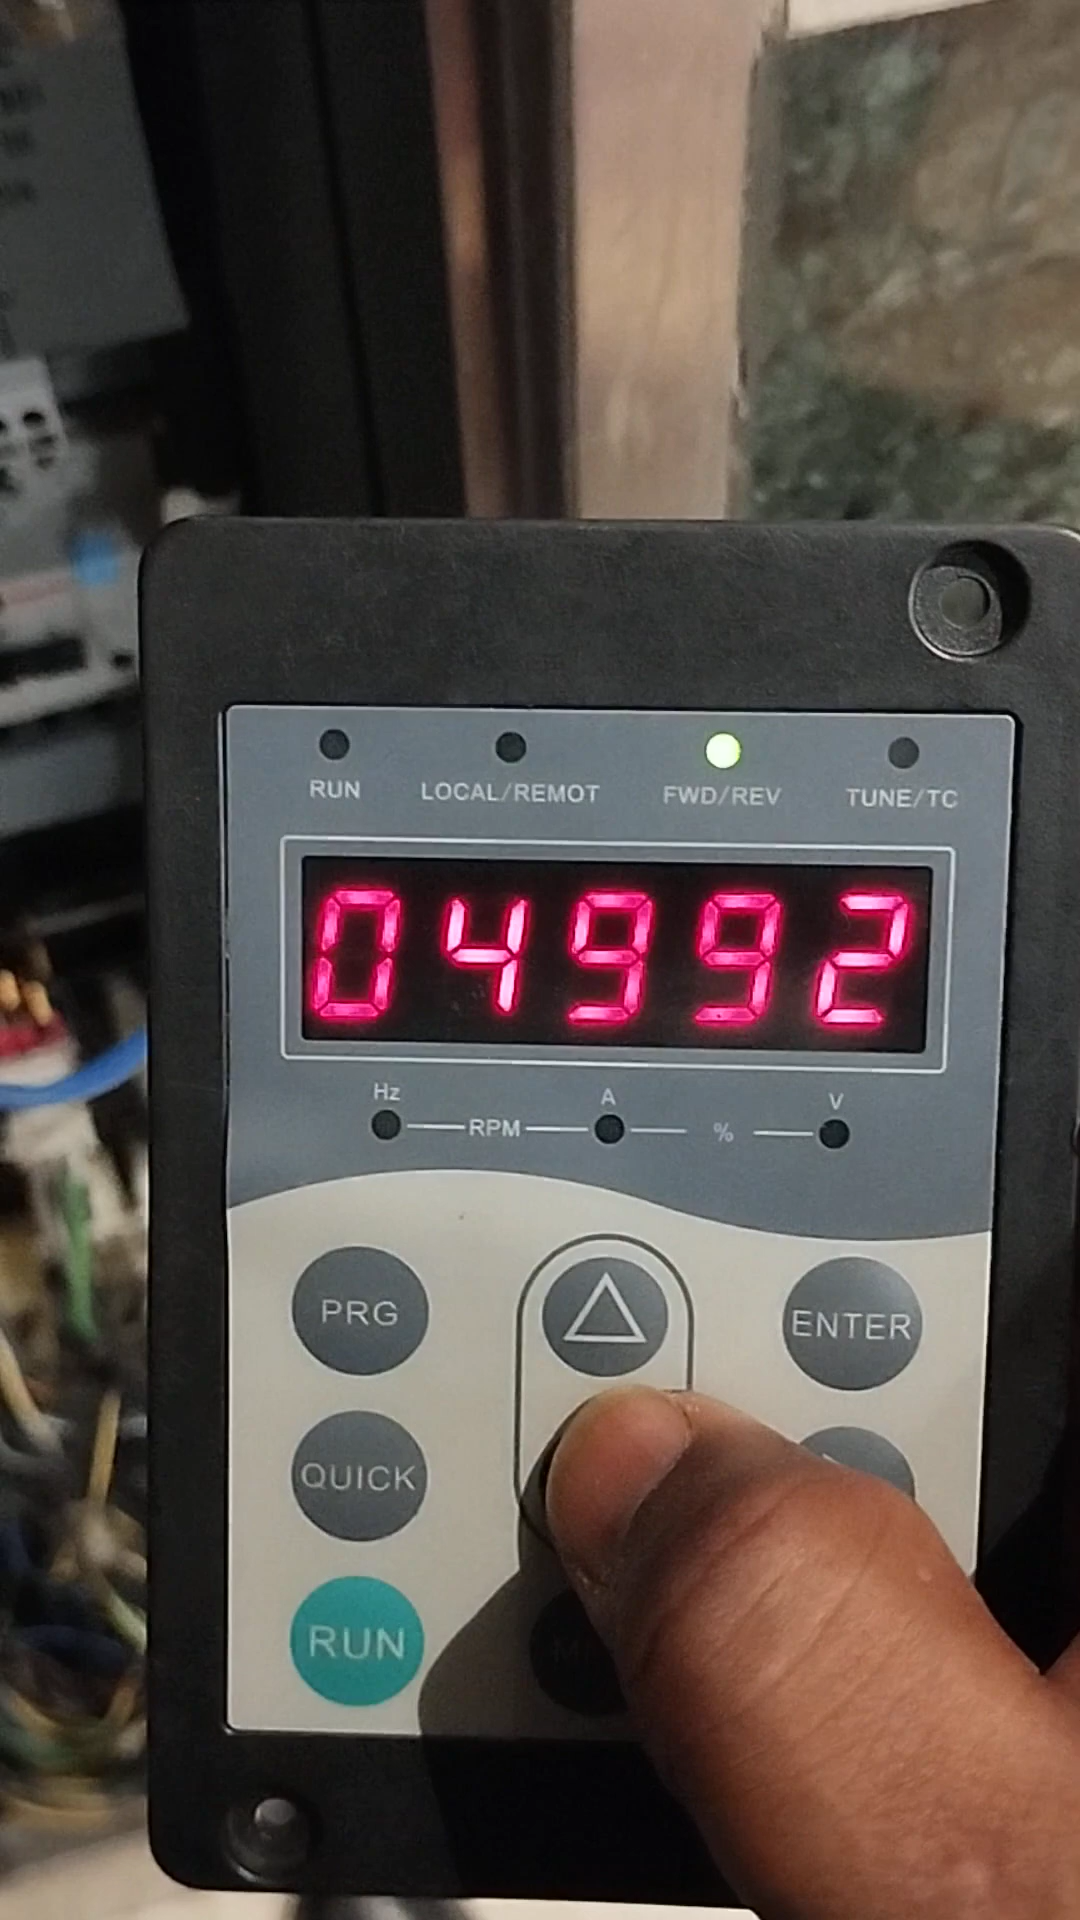 RUN LOCAL/REMOT FWD/REV TUNE/TC
04992
Hz A V
RPM %
PRG ENTER
QUICK
RUN